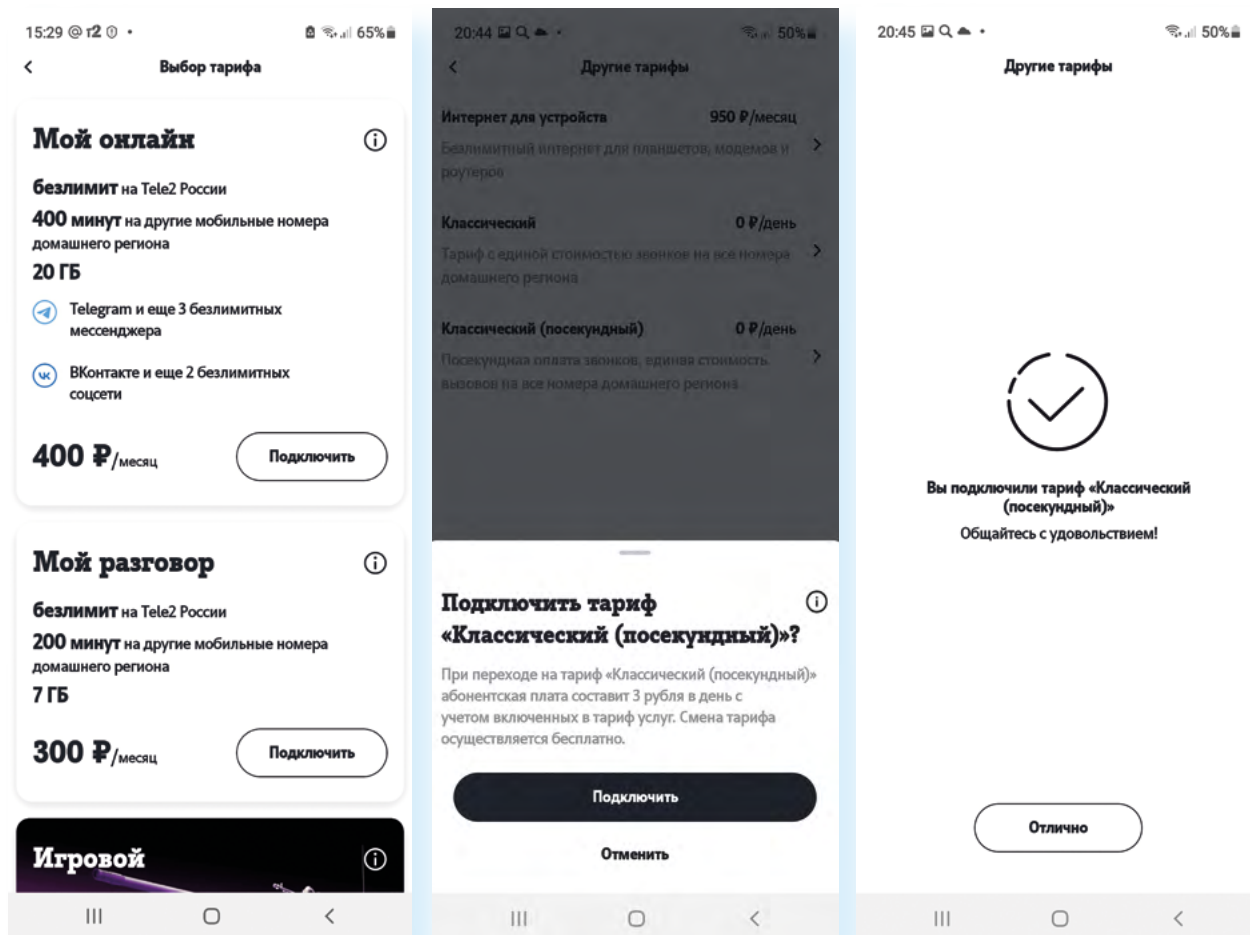 15:29 @ т2
65%
Выбор тарифа
Мой онлайн
безлимит на Tele2 России
400 минут на другие мобильные номера
домашнего региона
20 ГБ
Telegram и еще 3 безлимитных
мессенджера
ВКонтакте и еще 2 безлимитных
соцсети
400 ₽/месяц
Подключить
Мой разговор
безлимит на Tele2 России
200 минут на другие мобильные номера
домашнего региона
7 ГБ
300 ₽/месяц
Подключить
Игровой
20:44
50%
Другие тарифы
Интернет для устройств 950 ₽/месяц
Безлимитный интернет для планшетов, модемов и
роутеров
Классический 0 ₽/день
Тариф с единой стоимостью звонков на все номера
домашнего региона
Классический (посекундный) 0 ₽/день
Посекундная оплата звонков, единая стоимость
вызовов на все номера домашнего региона
Подключить тариф
«Классический (посекундный)»?
При переходе на тариф «Классический (посекундный)»
абонентская плата составит 3 рубля в день с
учетом включенных в тариф услуг. Смена тарифа
осуществляется бесплатно.
Подключить
Отменить
20:45
50%
Другие тарифы
Вы подключили тариф «Классический
(посекундный)»
Общайтесь с удовольствием!
Отлично